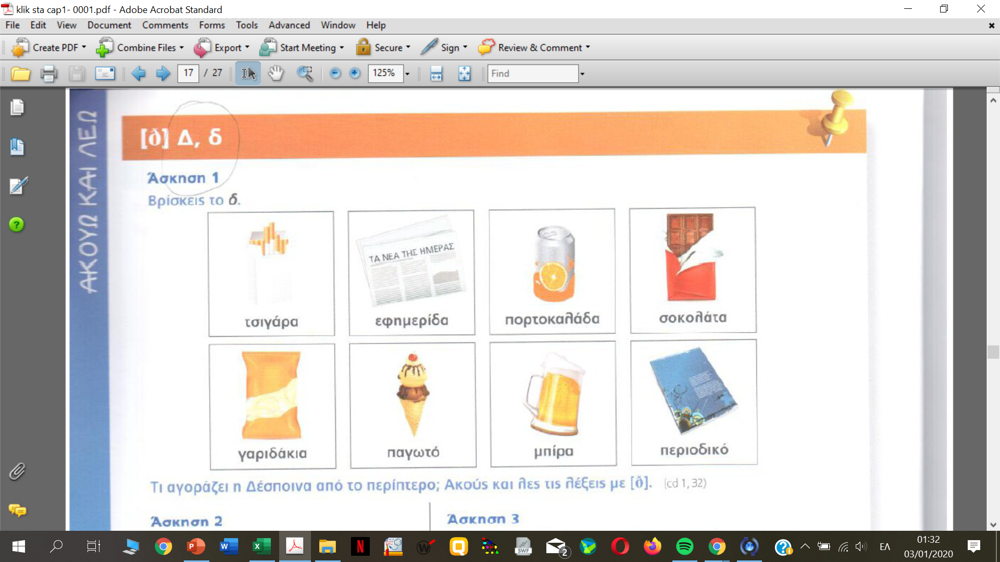 klik sta cap1- 0001.pdf - Adobe Acrobat Standard
File Edit View Document Comments Forms Tools Advanced Window Help
Create PDF Combine Files Export Start Meeting Secure Sign Review & Comment
17 / 27 125% Find
ΑΚΟΥΩ ΚΑΙ ΛΕΩ
[ð] Δ, δ
Άσκηση 1
Βρίσκεις το δ.
ΤΑ ΝΕΑ ΤΗΣ ΗΜΕΡΑΣ
τσιγάρα εφημερίδα πορτοκαλάδα σοκολάτα
γαριδάκια παγωτό μπίρα περιοδικό
Τι αγοράζει η Δέσποινα από το περίπτερο; Ακούς και λες τις λέξεις με [ð]. (cd 1, 32)
Άσκηση 2 Άσκηση 3
SWF 2 ΕΛ 01:32
03/01/2020